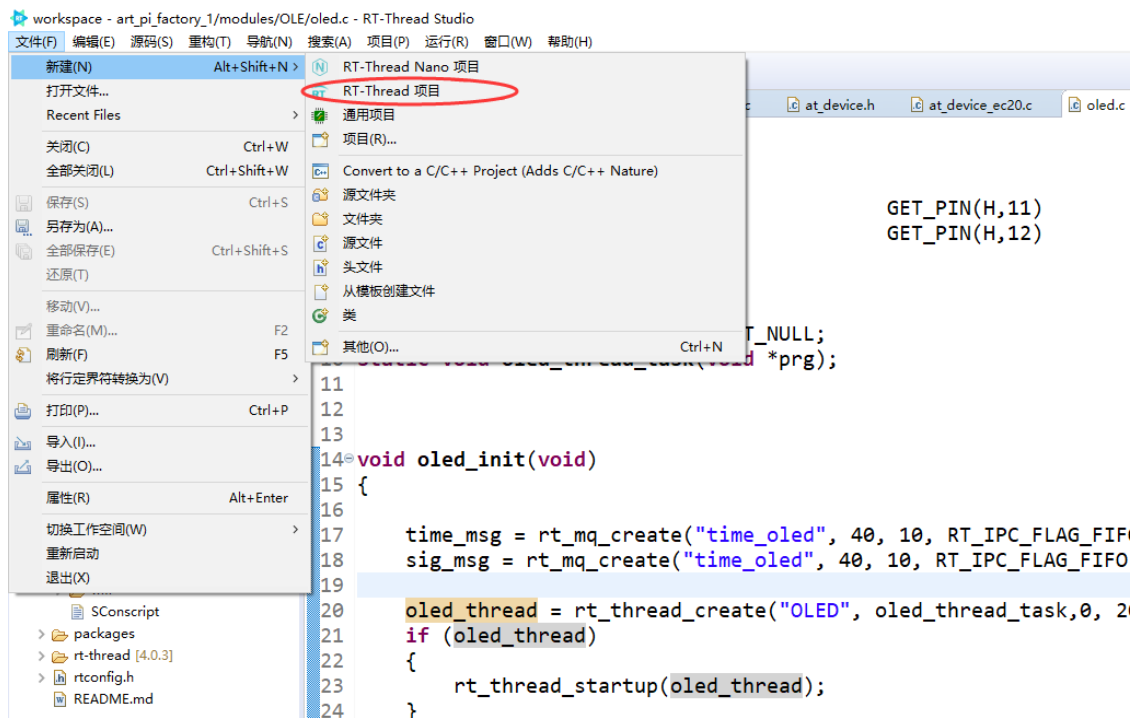 workspace - art_pi_factory_1/modules/OLE/oled.c - RT-Thread Studio
文件(F) 编辑(E) 源码(S) 重构(T) 导航(N) 搜索(A) 项目(P) 运行(R) 窗口(W) 帮助(H)
新建(N) Alt+Shift+N >
打开文件...
Recent Files >
关闭(C) Ctrl+W
全部关闭(L) Ctrl+Shift+W
保存(S) Ctrl+S
另存为(A)...
全部保存(E) Ctrl+Shift+S
还原(T)
移动(V)...
重命名(M)... F2
刷新(F) F5
将行定界符转换为(V) >
打印(P)... Ctrl+P
导入(I)...
导出(O)...
属性(R) Alt+Enter
切换工作空间(W) >
重新启动
退出(X)
RT-Thread Nano 项目
RT-Thread 项目
通用项目
项目(R)...
Convert to a C/C++ Project (Adds C/C++ Nature)
源文件夹
文件夹
源文件
头文件
从模板创建文件
类
其他(O)... Ctrl+N
at_device.h at_device_ec20.c oled.c
GET_PIN(H,11)
GET_PIN(H,12)
T_NULL;
*prg);
11
12
13
14 void oled_init(void)
15 {
16
17 time_msg = rt_mq_create("time_oled", 40, 10, RT_IPC_FLAG_FIFO
18 sig_msg = rt_mq_create("time_oled", 40, 10, RT_IPC_FLAG_FIFO
19
20 oled_thread = rt_thread_create("OLED", oled_thread_task,0, 20
21 if (oled_thread)
22 {
23 rt_thread_startup(oled_thread);
24 }
SConscript
packages
rt-thread [4.0.3]
rtconfig.h
README.md